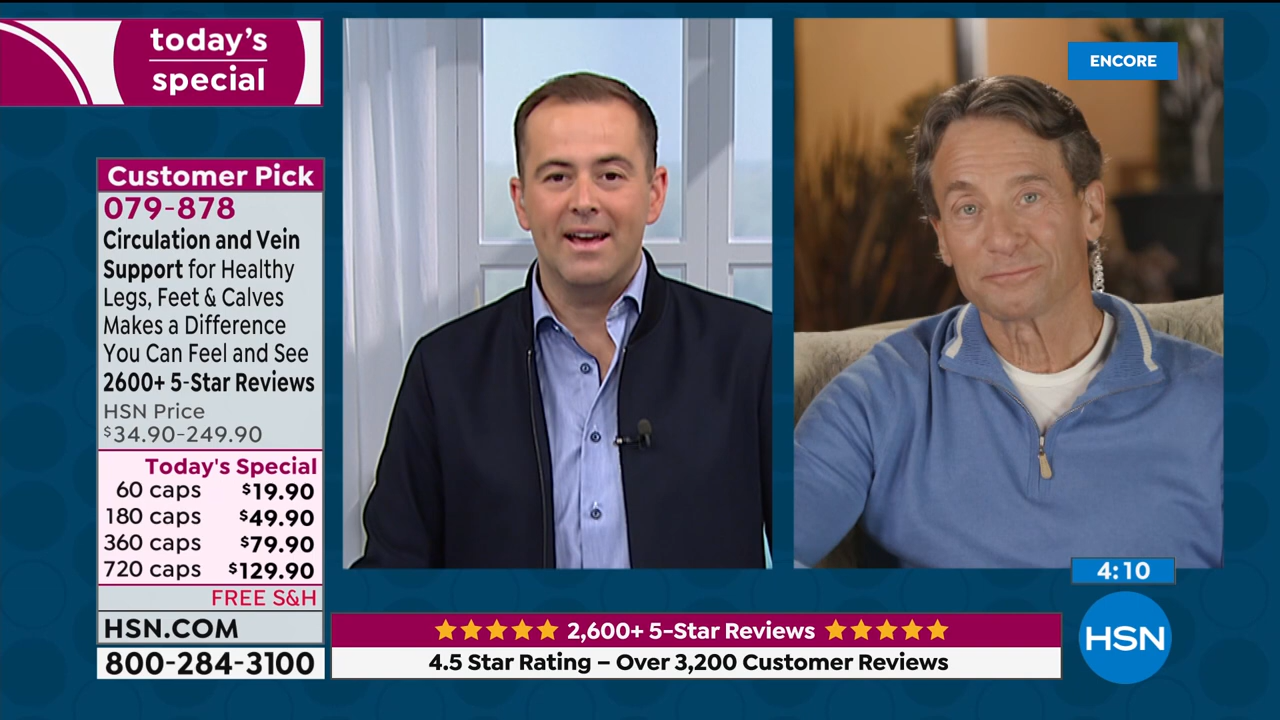 today's
special
ENCORE
Customer Pick
079-878
Circulation and Vein
Support for Healthy
Legs, Feet & Calves
Makes a Difference
You Can Feel and See
2600+ 5-Star Reviews
HSN Price
$34.90-249.90
Today's Special
60 caps $19.90
180 caps $49.90
360 caps $79.90
720 caps $129.90
FREE S&H
HSN.COM
800-284-3100
4:10
HSN
2,600+ 5-Star Reviews
4.5 Star Rating – Over 3,200 Customer Reviews